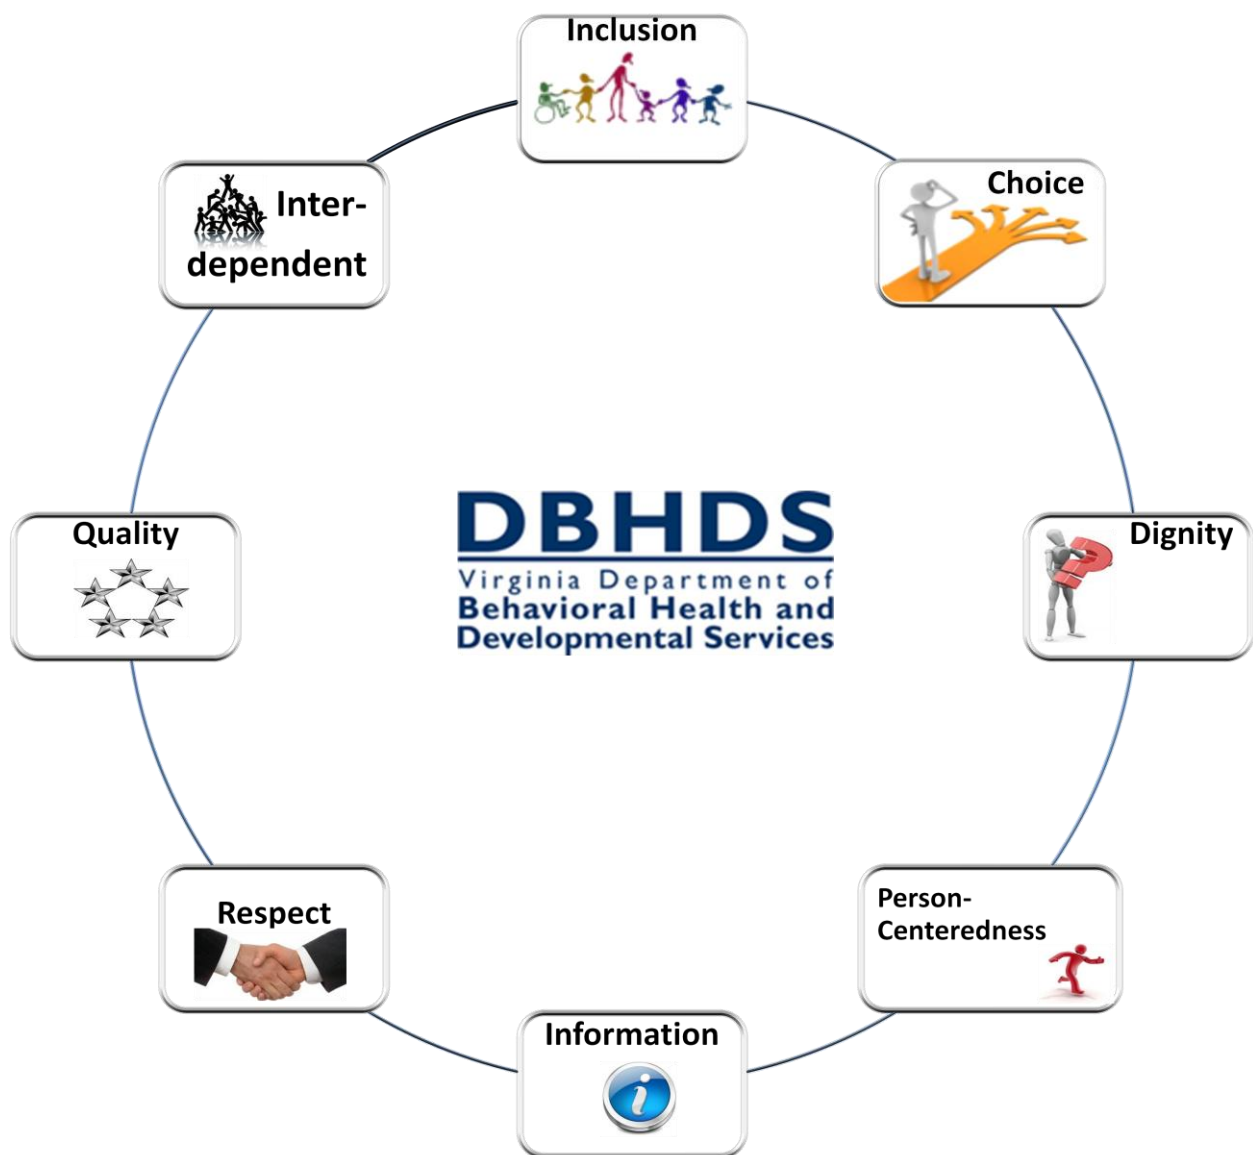 Inclusion
Choice
Dignity
Person-
Centeredness
Information
i
Respect
Quality
Inter-
dependent
DBHDS
Virginia Department of
Behavioral Health and
Developmental Services